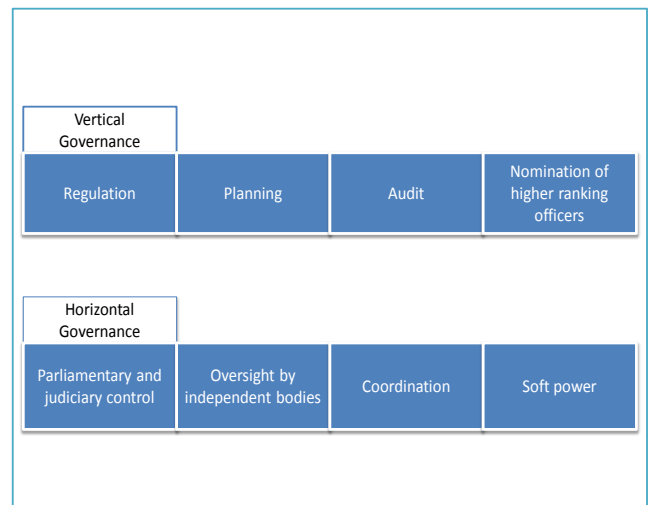 Vertical
Governance
Regulation
Planning
Audit
Nomination of
higher ranking
officers
Horizontal
Governance
Parliamentary and
judiciary control
Oversight by
independent bodies
Coordination
Soft power